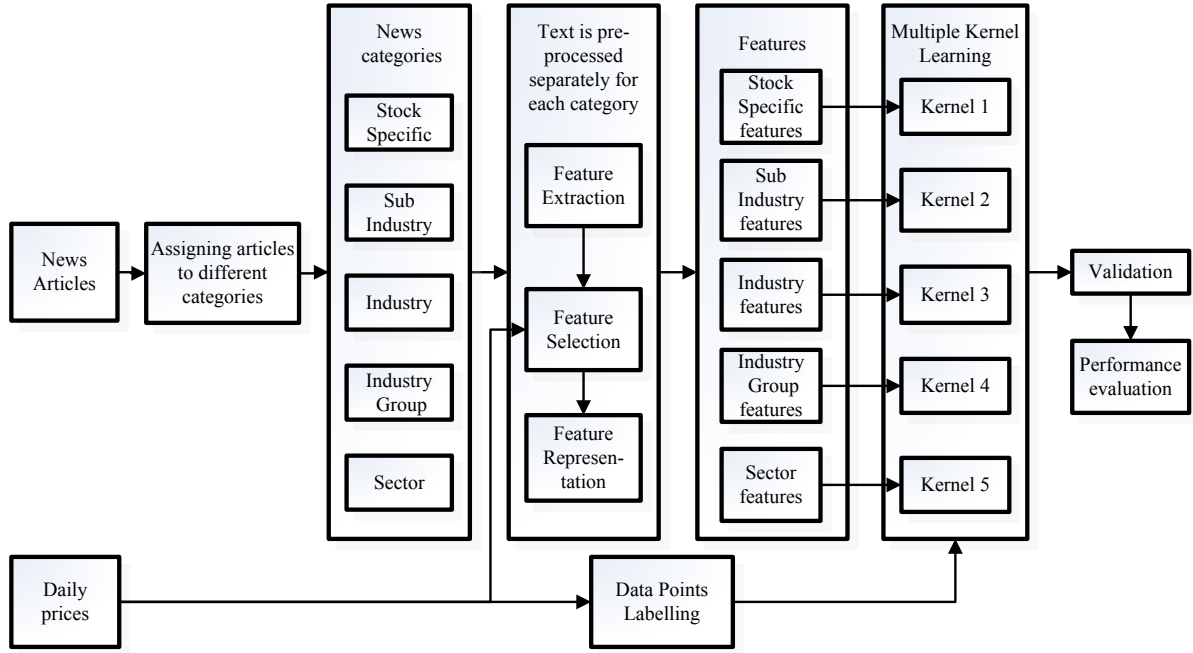 News
Articles
Assigning articles
to different
categories
News
categories
Stock
Specific
Sub
Industry
Industry
Industry
Group
Sector
Text is pre-
processed
separately for
each category
Feature
Extraction
Feature
Selection
Feature
Represen-
tation
Features
Stock
Specific
features
Sub
Industry
features
Industry
features
Industry
Group
features
Sector
features
Multiple Kernel
Learning
Kernel 1
Kernel 2
Kernel 3
Kernel 4
Kernel 5
Validation
Performance
evaluation
Daily
prices
Data Points
Labelling